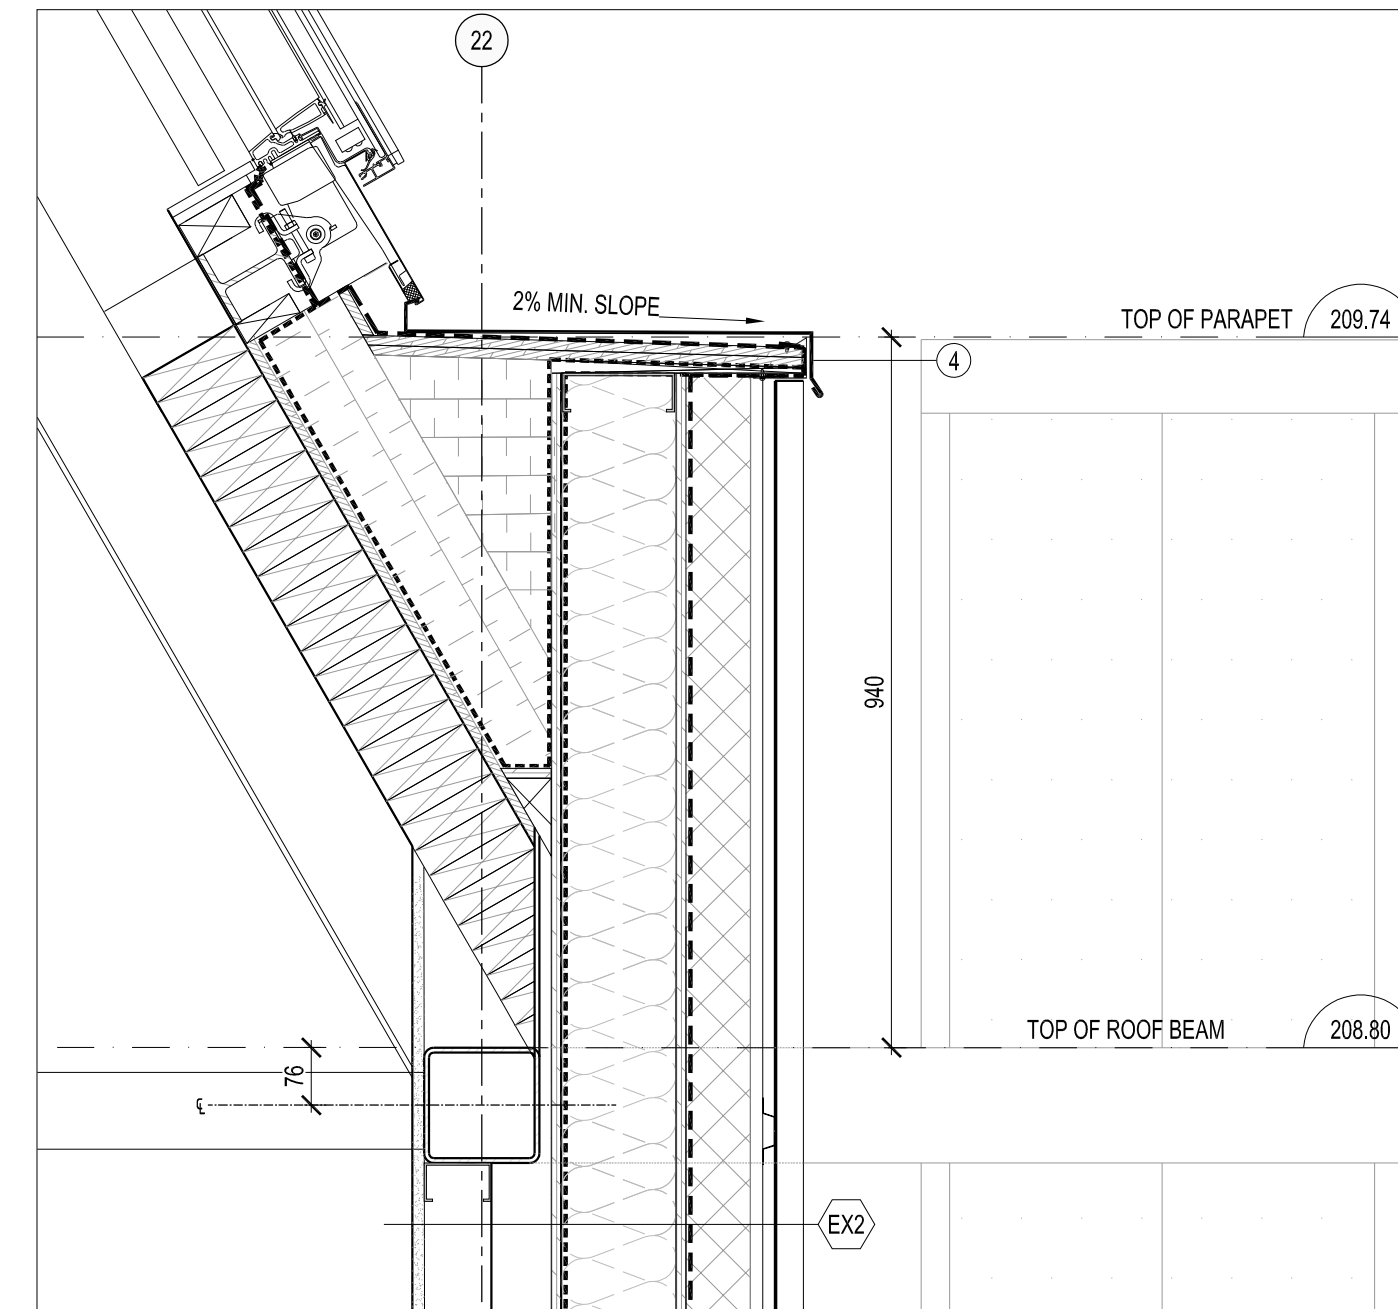 22
2% MIN. SLOPE
TOP OF PARAPET 209.74
4
940
TOP OF ROOF BEAM 208.80
76
℄
EX2